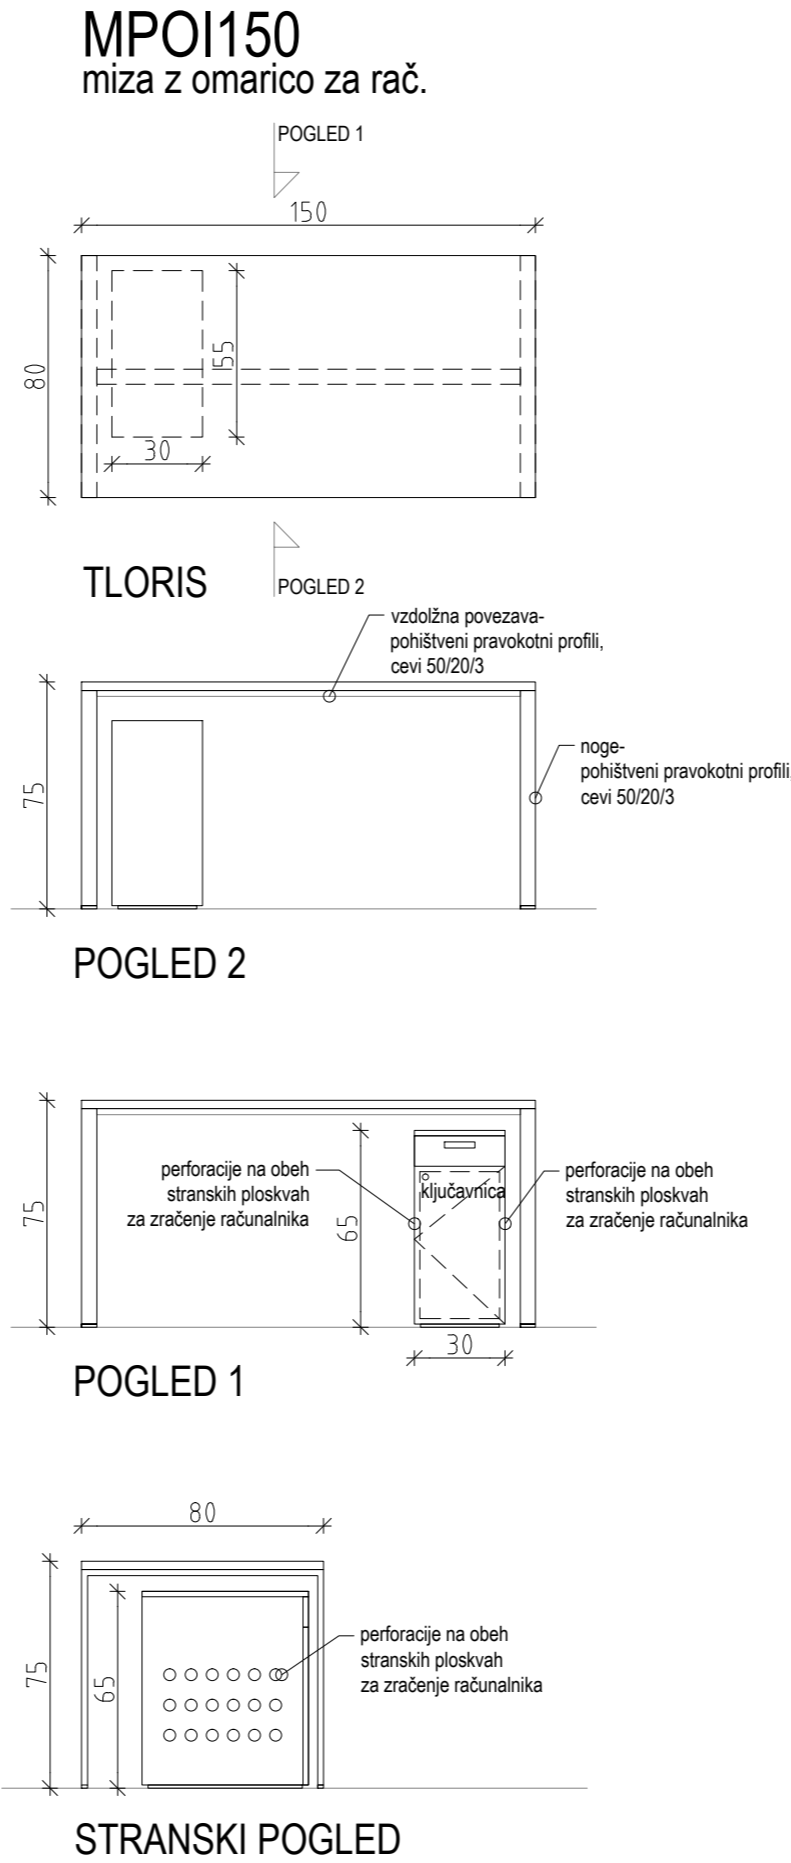 MPOI150
miza z omarico za rač.
POGLED 1
150
80
55
30
TLORIS
POGLED 2
vzdolžna povezava-
pohištveni pravokotni profili,
cevi 50/20/3
75
noge-
pohištveni pravokotni profili,
cevi 50/20/3
POGLED 2
75
perforacije na obeh
stranskih ploskvah
za zračenje računalnika
65
ključavnica
perforacije na obeh
stranskih ploskvah
za zračenje računalnika
30
POGLED 1
80
75
65
perforacije na obeh
stranskih ploskvah
za zračenje računalnika
STRANSKI POGLED